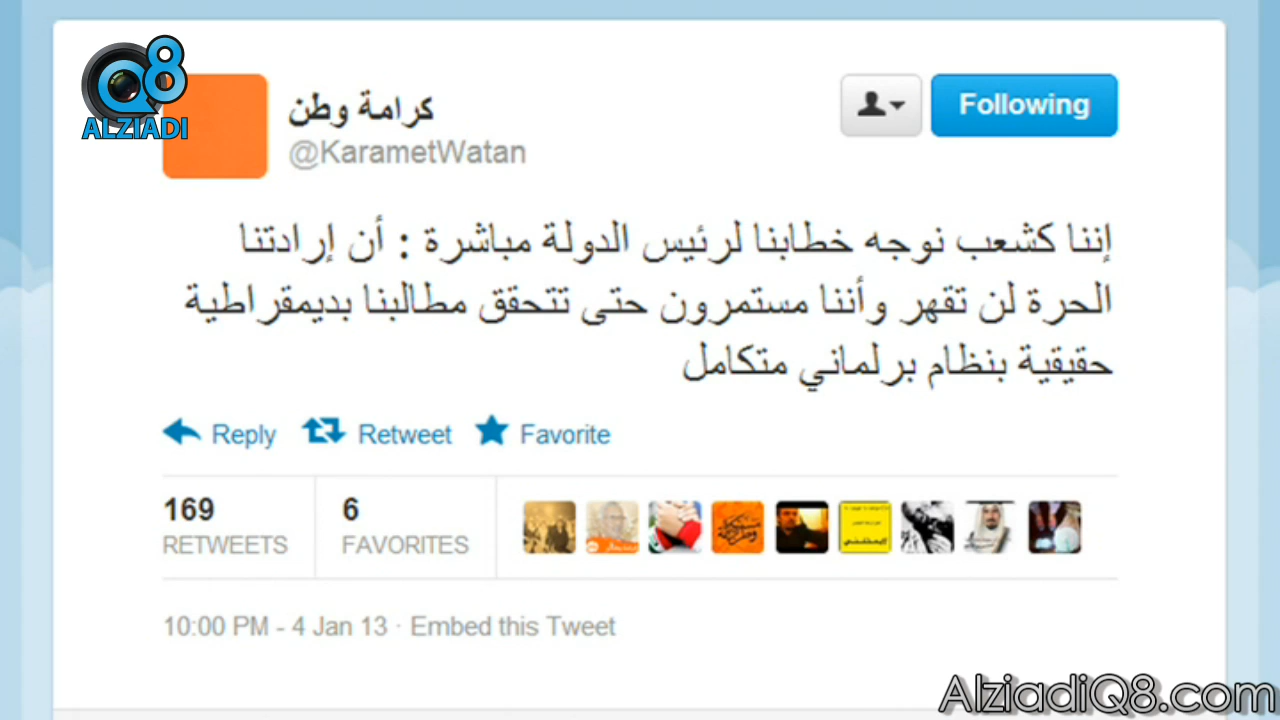 Q8
ALZIADI
كرامة وطن
@KarametWatan
Following
إننا كشعب نوجه خطابنا لرئيس الدولة مباشرة : أن إرادتنا
الحرة لن تقهر وأننا مستمرون حتى تتحقق مطالبنا بديمقراطية
حقيقية بنظام برلماني متكامل
Reply Retweet Favorite
169 6
RETWEETS FAVORITES
10:00 PM - 4 Jan 13 · Embed this Tweet
AlziadiQ8.com